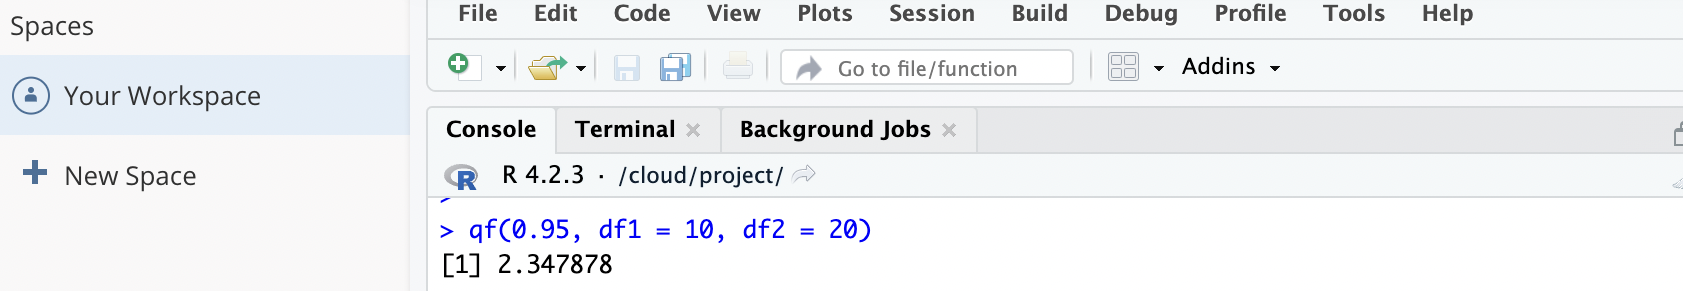 Spaces
Your Workspace
New Space
File Edit Code View Plots Session Build Debug Profile Tools Help
Go to file/function
Addins
Console Terminal × Background Jobs ×
R R 4.2.3 · /cloud/project/
> qf(0.95, df1 = 10, df2 = 20)
[1] 2.347878